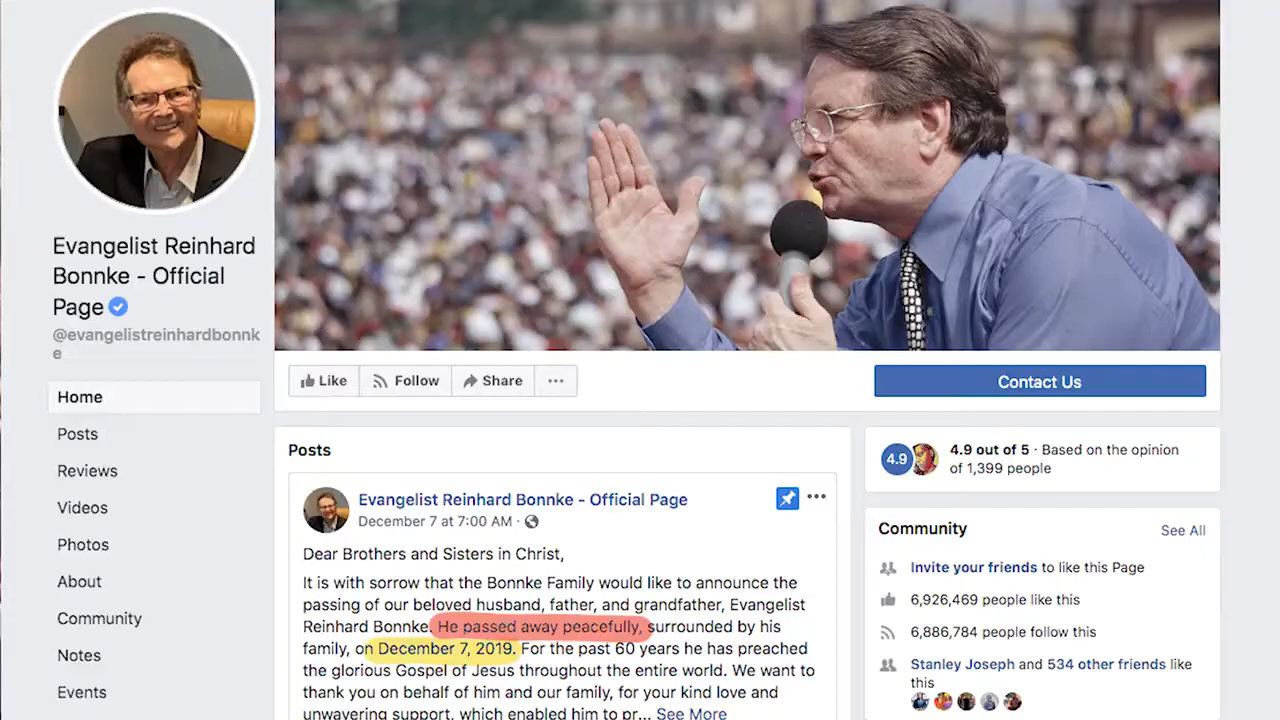 Evangelist Reinhard
Bonnke - Official
Page
@evangelistreinhardbonnk
e
Home
Posts
Reviews
Videos
Photos
About
Community
Notes
Events
Like
Follow
Share
Contact Us
Posts
Evangelist Reinhard Bonnke - Official Page
December 7 at 7:00 AM ·
Dear Brothers and Sisters in Christ,
It is with sorrow that the Bonnke Family would like to announce the
passing of our beloved husband, father, and grandfather, Evangelist
Reinhard Bonnke. He passed away peacefully, surrounded by his
family, on December 7, 2019. For the past 60 years he has preached
the glorious Gospel of Jesus throughout the entire world. We want to
thank you on behalf of him and our family, for your kind love and
unwavering support, which enabled him to pr... See More
4.9
4.9 out of 5 · Based on the opinion
of 1,399 people
Community
See All
Invite your friends to like this Page
6,926,469 people like this
6,886,784 people follow this
Stanley Joseph and 534 other friends like
this